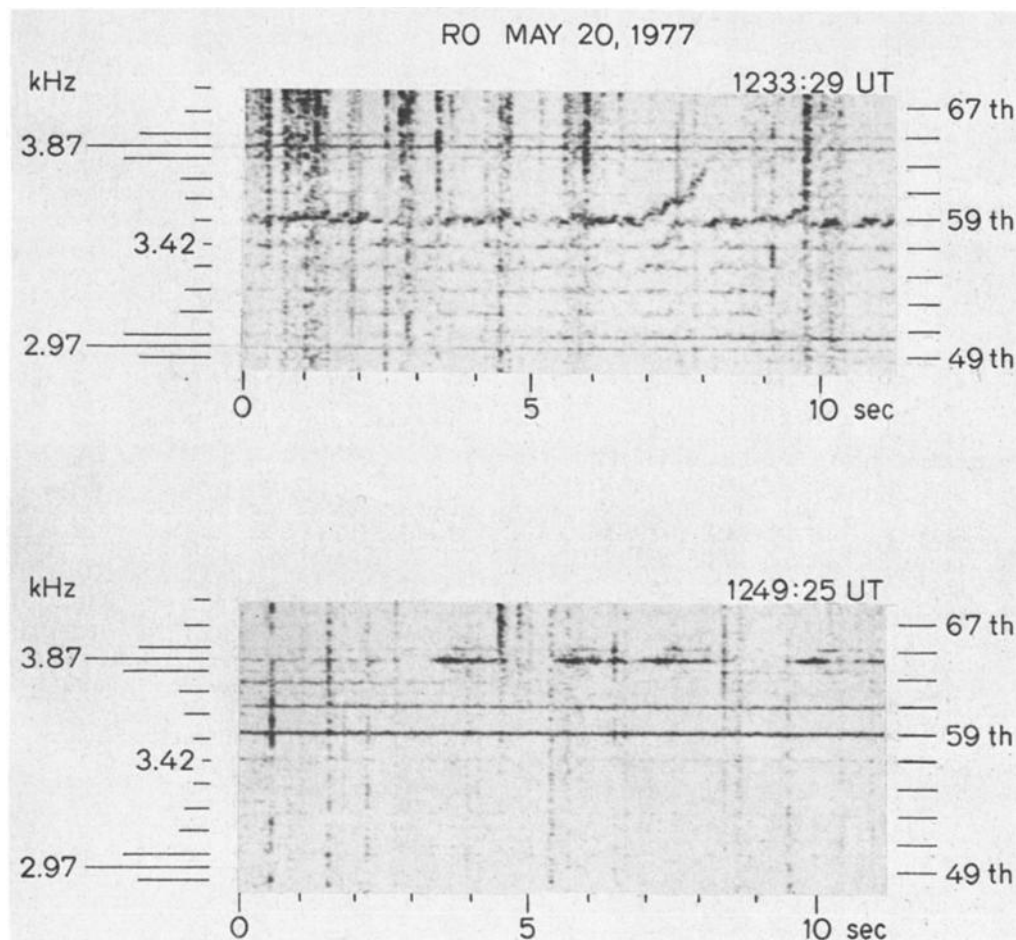 RO MAY 20, 1977
kHz
1233:29 UT
67 th
3.87
59 th
3.42
2.97
49 th
0 5 10 sec
kHz
1249:25 UT
67 th
3.87
59 th
3.42
2.97
49 th
0 5 10 sec